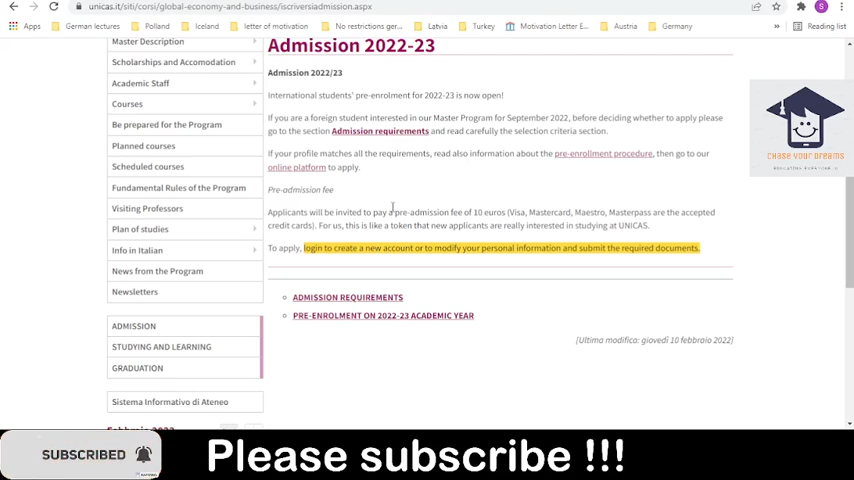 unicas.it/siti/corsi/global-economy-and-business/iscriversiadmission.aspx
S
Apps
German lectures
Poland
Iceland
letter of motivation
No restrictions ger...
Latvia
Turkey
Motivation Letter E...
Austria
Germany
»
Reading list
Master Description
Scholarships and Accomodation
Academic Staff
Courses
Be prepared for the Program
Planned courses
Scheduled courses
Fundamental Rules of the Program
Visiting Professors
Plan of studies
Info in Italian
News from the Program
Newsletters
ADMISSION
STUDYING AND LEARNING
GRADUATION
Sistema Informativo di Ateneo
Febbraio 2022
Admission 2022-23
Admission 2022/23
International students' pre-enrolment for 2022-23 is now open!
If you are a foreign student interested in our Master Program for September 2022, before deciding whether to apply please
go to the section Admission requirements and read carefully the selection criteria section.
If your profile matches all the requirements, read also information about the pre-enrollment procedure, then go to our
online platform to apply.
Pre-admission fee
Applicants will be invited to pay a pre-admission fee of 10 euros (Visa, Mastercard, Maestro, Masterpass are the accepted
credit cards). For us, this is like a token that new applicants are really interested in studying at UNICAS.
To apply, login to create a new account or to modify your personal information and submit the required documents.
ADMISSION REQUIREMENTS
PRE-ENROLMENT ON 2022-23 ACADEMIC YEAR
[Ultima modifica: giovedì 10 febbraio 2022]
CHASE YOUR DREAMS
SUBSCRIBED
Please subscribe !!!